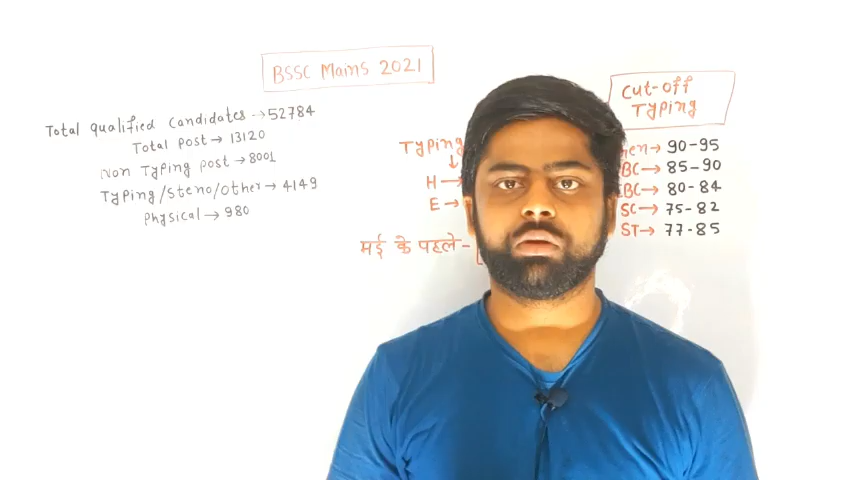 BSSC Mains 2021
Total qualified candidates → 52784
Total Post → 13120
Non Typing post → 8001
Typing/Steno/other → 4149
Physical → 980
Typing
↓
H →
E →
मई के पहले -
Cut-off
Typing
→ 90-95
BC → 85-90
BC → 80-84
SC → 75-82
ST → 77-85